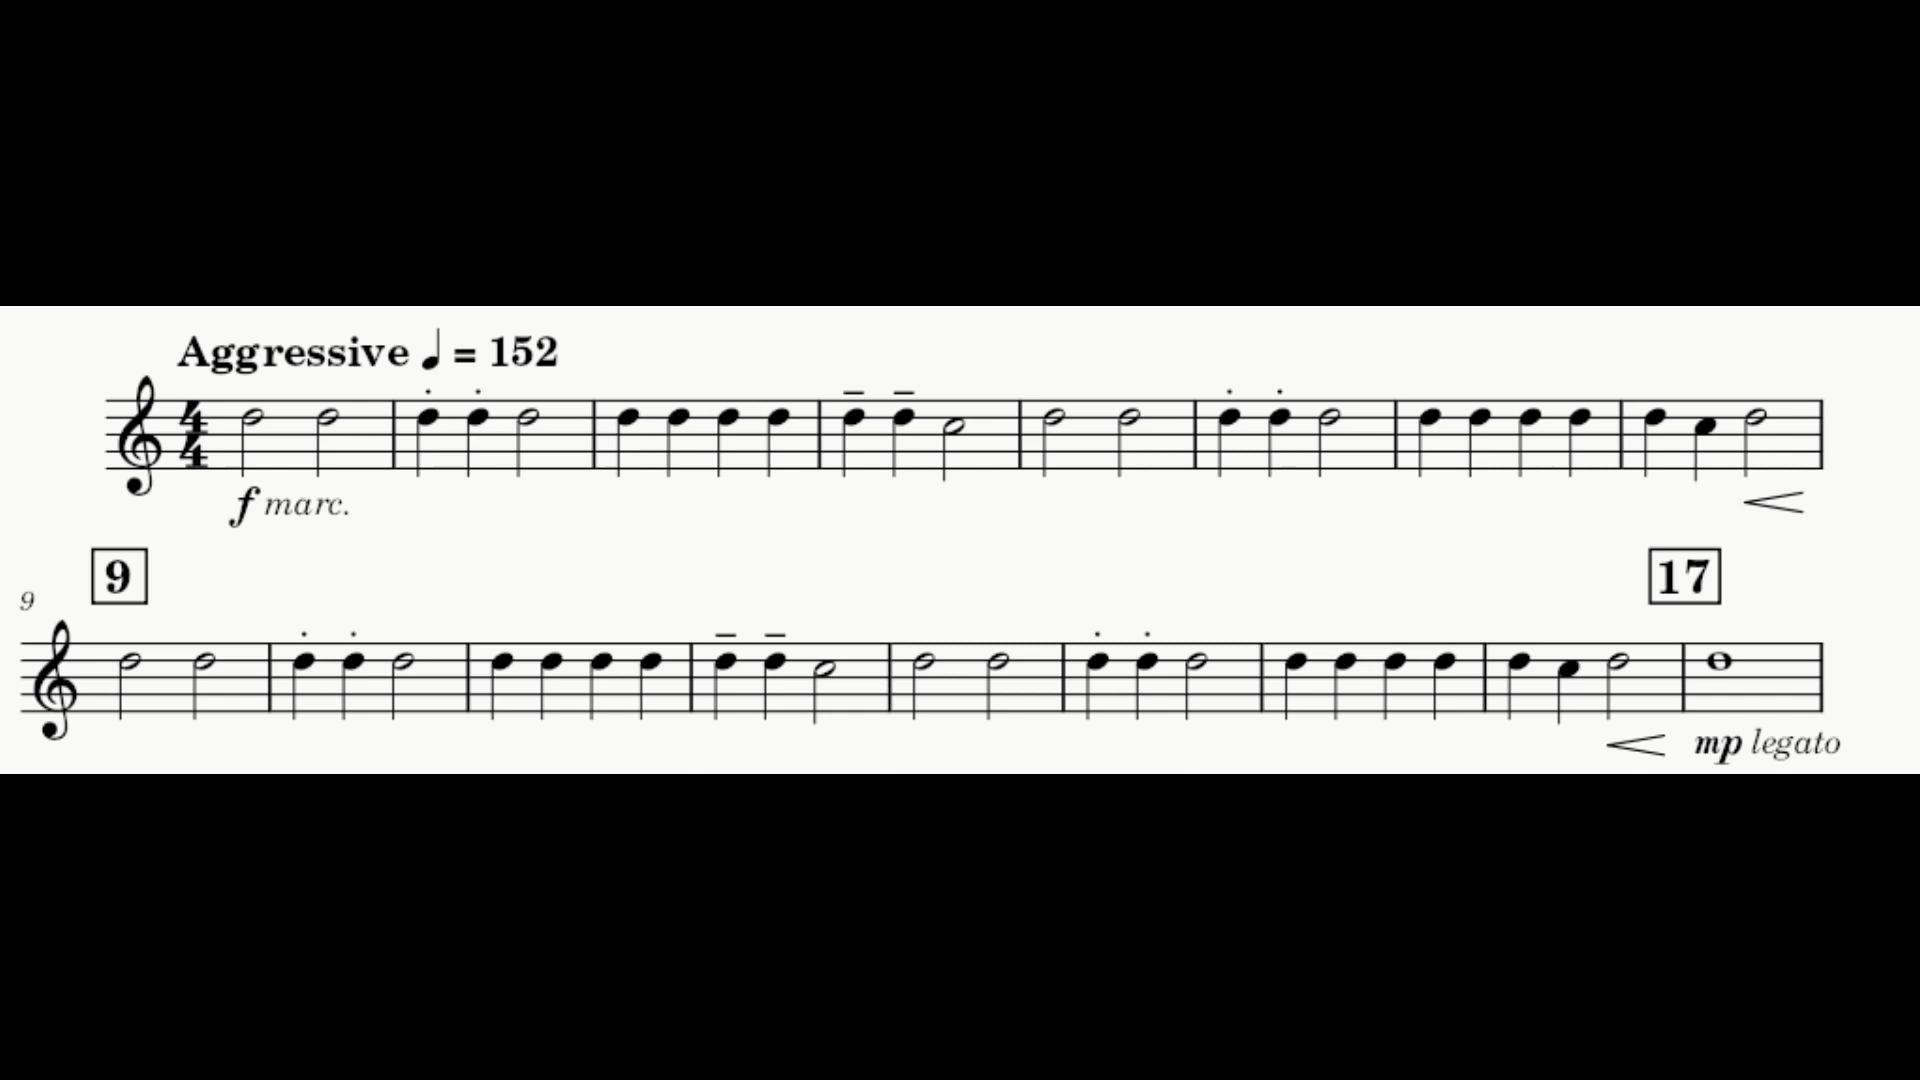 Aggressive ♩ = 152
4
4
f marc.
9
17
9
mp legato